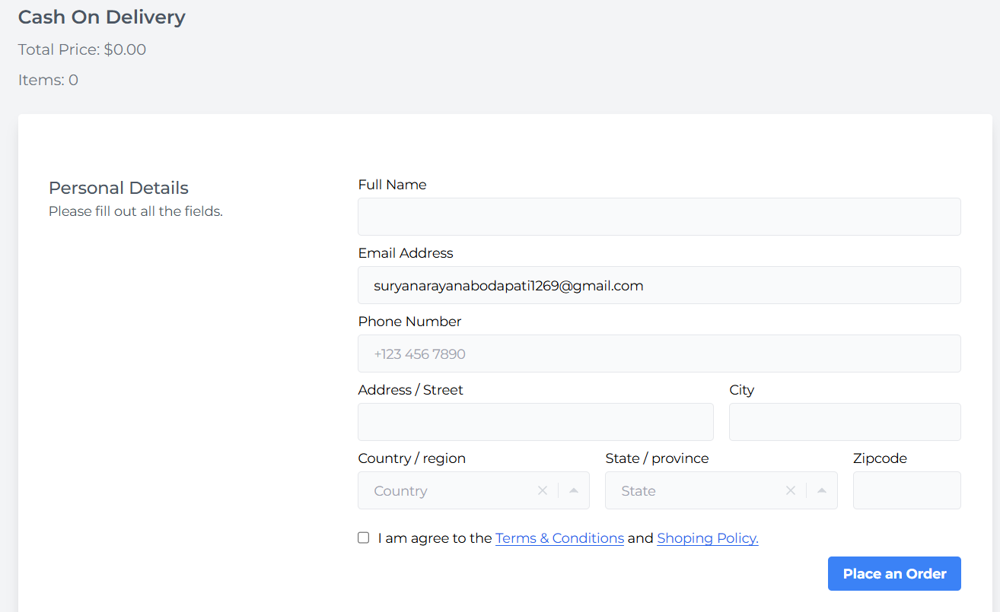 Cash On Delivery
Total Price: $0.00
Items: 0
Personal Details
Please fill out all the fields.
Full Name
Email Address
suryanarayanabodapati1269@gmail.com
Phone Number
+123 456 7890
Address / Street
City
Country / region
State / province
Zipcode
Country
State
I am agree to the Terms & Conditions and Shoping Policy.
Place an Order